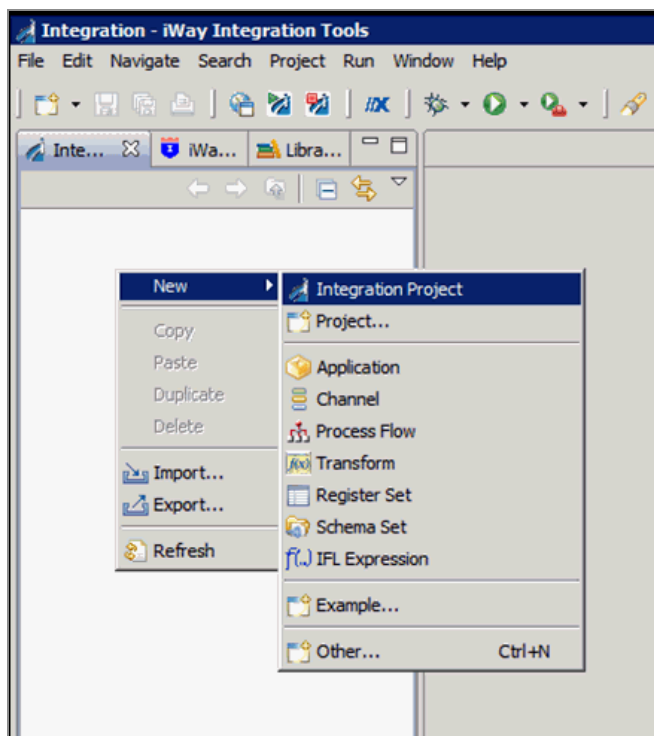 Integration - iWay Integration Tools
File Edit Navigate Search Project Run Window Help
Inte... iWa... Libra...
New
Copy
Paste
Duplicate
Delete
Import...
Export...
Refresh
Integration Project
Project...
Application
Channel
Process Flow
Transform
Register Set
Schema Set
IFL Expression
Example...
Other... Ctrl+N